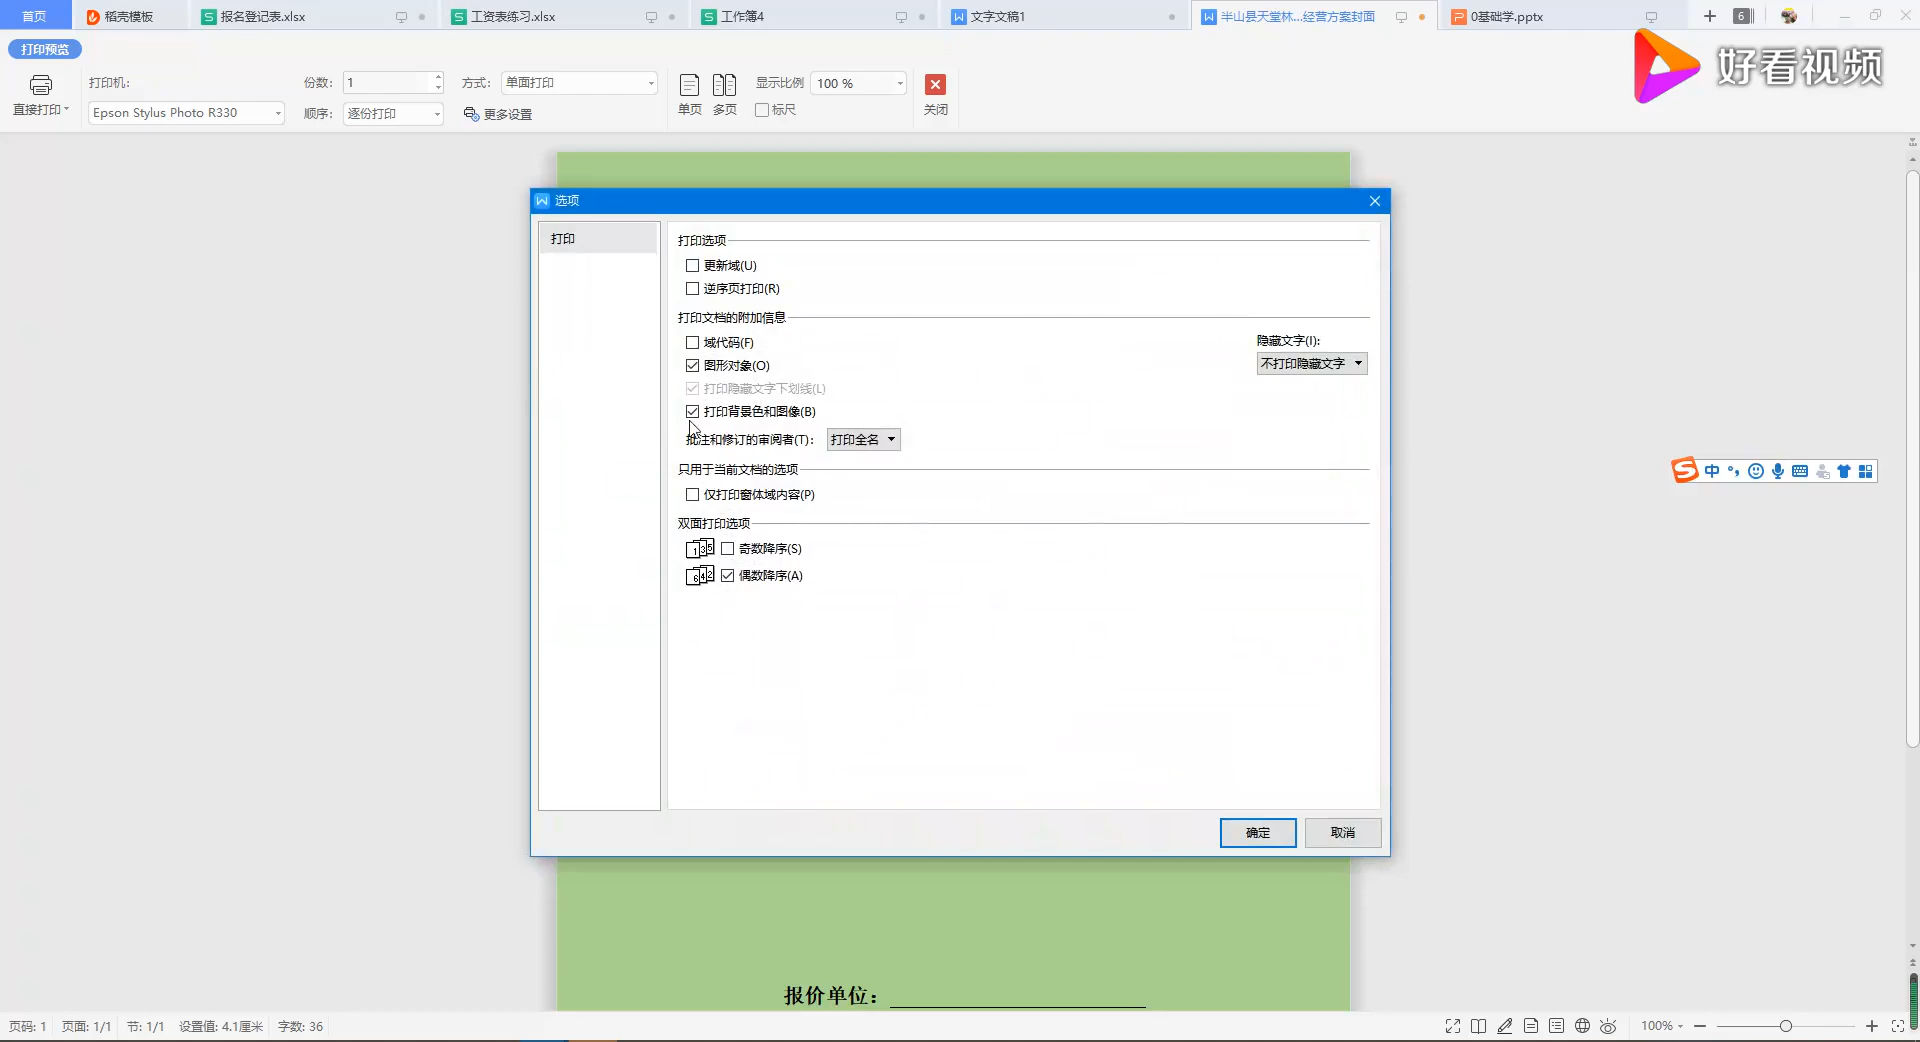 首页 稻壳模板 报名登记表.xlsx 工资表练习.xlsx 工作簿4 文字文稿1 半山县天堂林...经营方案封面 0基础学.pptx 6
打印预览
好看视频
打印机: 份数: 1 方式: 单面打印 显示比例 100 %
直接打印 Epson Stylus Photo R330 顺序: 逐份打印 更多设置 单页 多页 标尺 关闭
选项
打印
打印选项
更新域(U)
逆序页打印(R)
打印文档的附加信息
域代码(F)
隐藏文字(I):
图形对象(O)
不打印隐藏文字
打印隐藏文字下划线(L)
打印背景色和图像(B)
批注和修订的审阅者(T): 打印全名
只用于当前文档的选项
中
仅打印窗体域内容(P)
双面打印选项
1 3 5 奇数降序(S)
6 4 2 偶数降序(A)
确定 取消
报价单位：
页码: 1 页面: 1/1 节: 1/1 设置值: 4.1厘米 字数: 36 100%